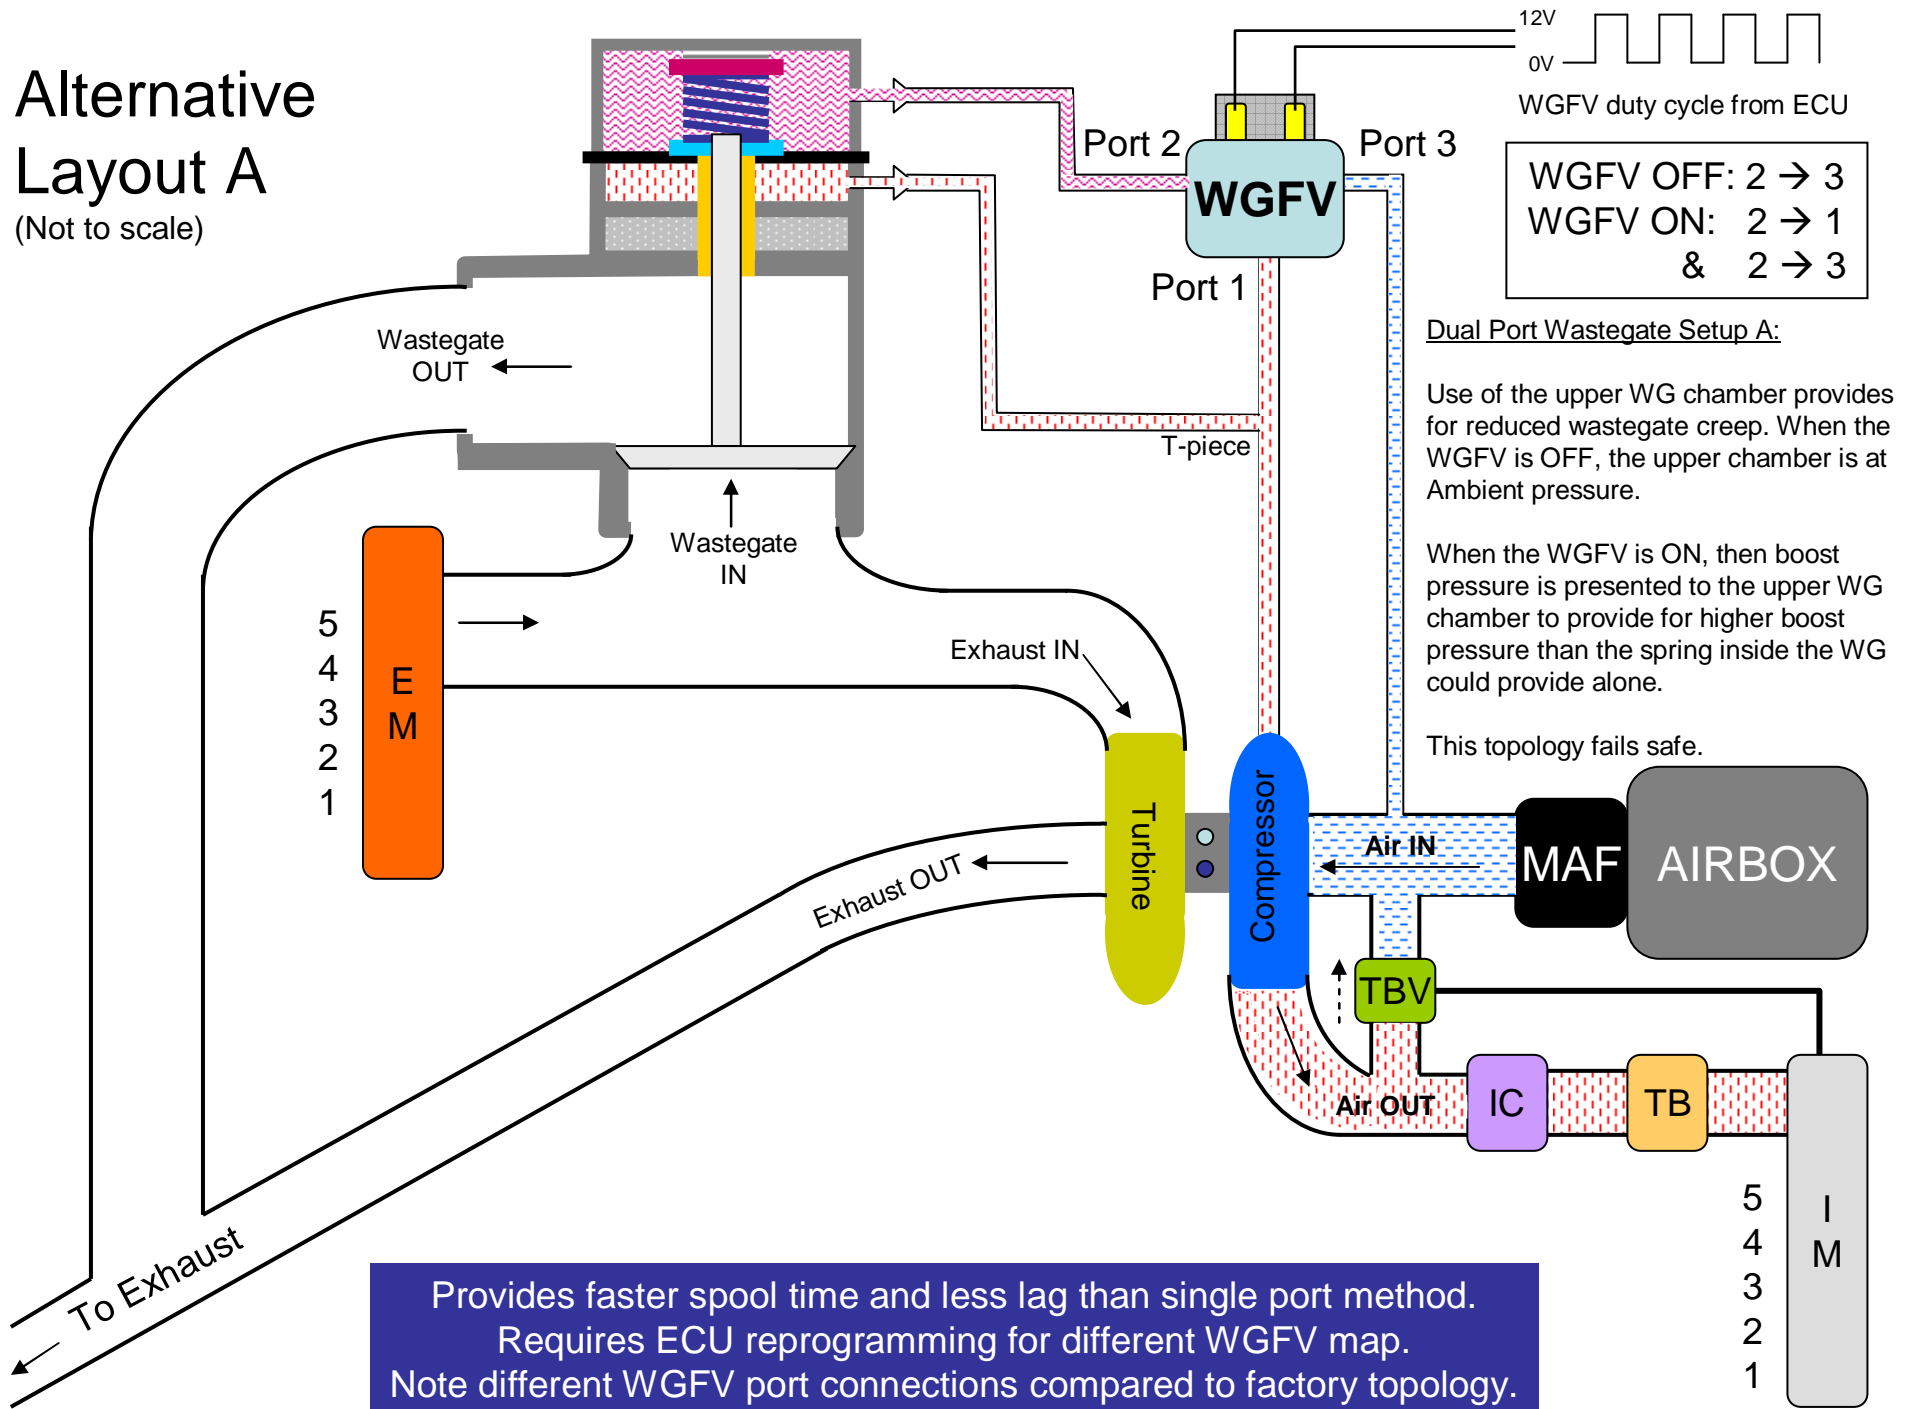 Alternative
Layout A
(Not to scale)
12V
0V
WGFV duty cycle from ECU
Port 2
Port 3
WGFV
Port 1
WGFV OFF: 2 → 3
WGFV ON: 2 → 1
& 2 → 3
Dual Port Wastegate Setup A:
Use of the upper WG chamber provides
for reduced wastegate creep. When the
WGFV is OFF, the upper chamber is at
Ambient pressure.
When the WGFV is ON, then boost
pressure is presented to the upper WG
chamber to provide for higher boost
pressure than the spring inside the WG
could provide alone.
This topology fails safe.
Wastegate
OUT
T-piece
Wastegate
IN
5
4
3
2
1
E
M
Exhaust IN
Turbine
Compressor
Air IN
MAF
AIRBOX
Exhaust OUT
TBV
Air OUT
IC
TB
5
4
3
2
1
I
M
To Exhaust
Provides faster spool time and less lag than single port method.
Requires ECU reprogramming for different WGFV map.
Note different WGFV port connections compared to factory topology.